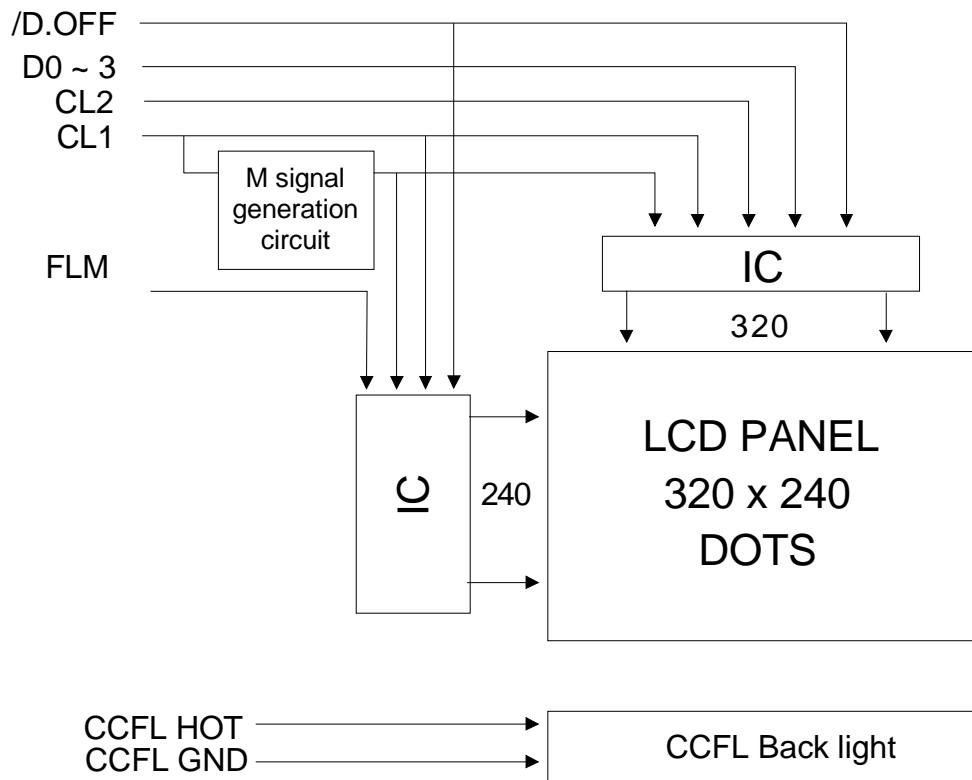 /D.OFF
D0 ~ 3
CL2
CL1
M signal
generation
circuit
FLM
IC
320
LCD PANEL
320 x 240
DOTS
IC
240
CCFL HOT
CCFL GND
CCFL Back light